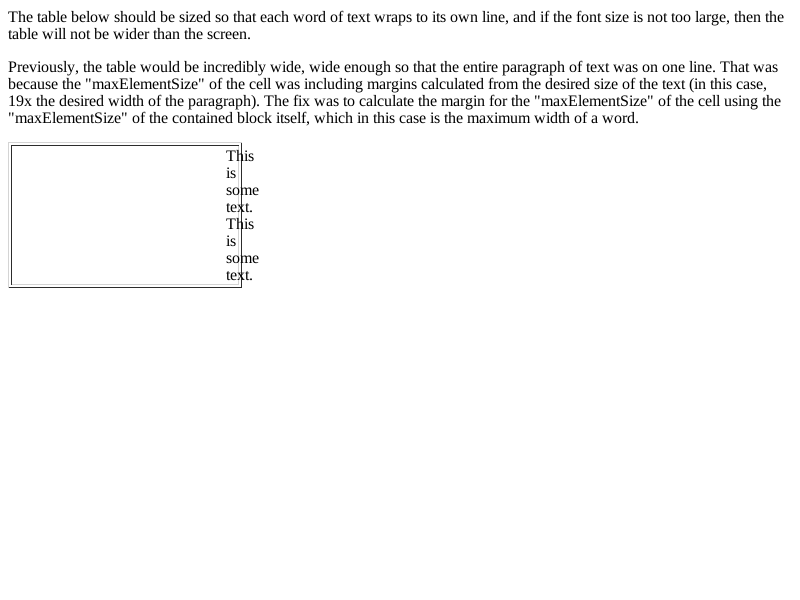 The table below should be sized so that each word of text wraps to its own line, and if the font size is not too large, then the
table will not be wider than the screen.
Previously, the table would be incredibly wide, wide enough so that the entire paragraph of text was on one line. That was
because the "maxElementSize" of the cell was including margins calculated from the desired size of the text (in this case,
19x the desired width of the paragraph). The fix was to calculate the margin for the "maxElementSize" of the cell using the
"maxElementSize" of the contained block itself, which in this case is the maximum width of a word.
This
is
some
text.
This
is
some
text.